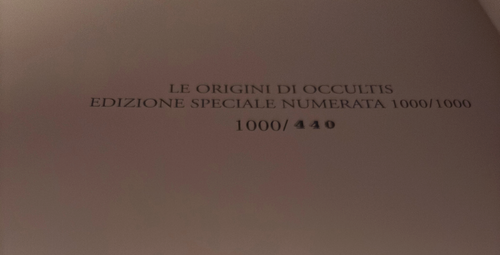 LE ORIGINI DI OCCULTIS
EDIZIONE SPECIALE NUMERATA 1000/1000
1000/ 440